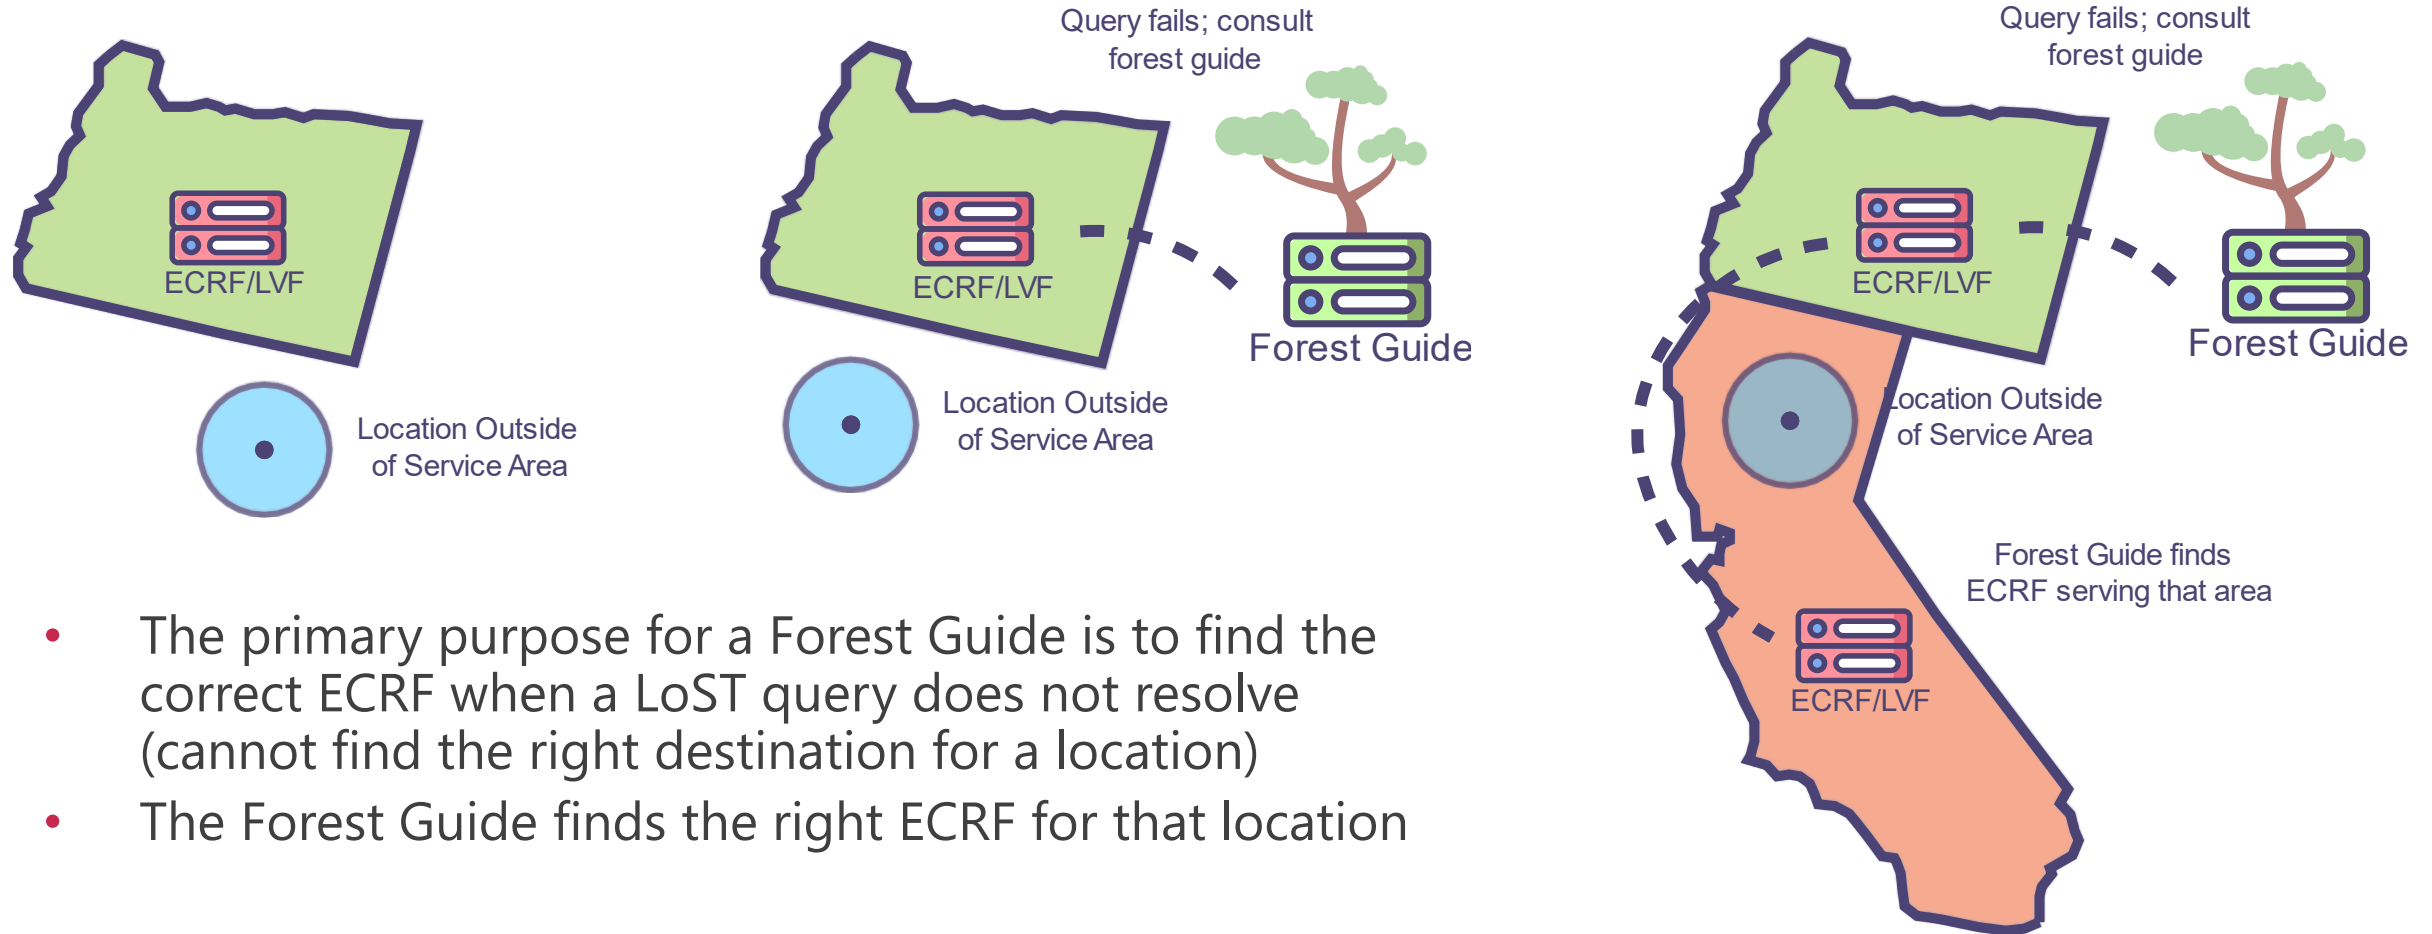 ECRF/LVF
Location Outside
of Service Area
Query fails; consult
forest guide
ECRF/LVF
Forest Guide
Location Outside
of Service Area
Query fails; consult
forest guide
ECRF/LVF
Forest Guide
Location Outside
of Service Area
Forest Guide finds
ECRF serving that area
ECRF/LVF
• The primary purpose for a Forest Guide is to find the
correct ECRF when a LoST query does not resolve
(cannot find the right destination for a location)
• The Forest Guide finds the right ECRF for that location